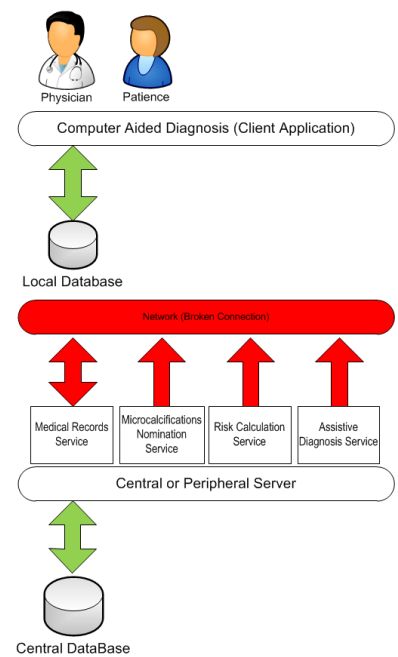 Physician
Patience
Computer Aided Diagnosis (Client Application)
Local Database
Network (Broken Connection)
Medical Records
Service
Microcalcifications
Nomination
Service
Risk Calculation
Service
Assistive
Diagnosis Service
Central or Peripheral Server
Central DataBase